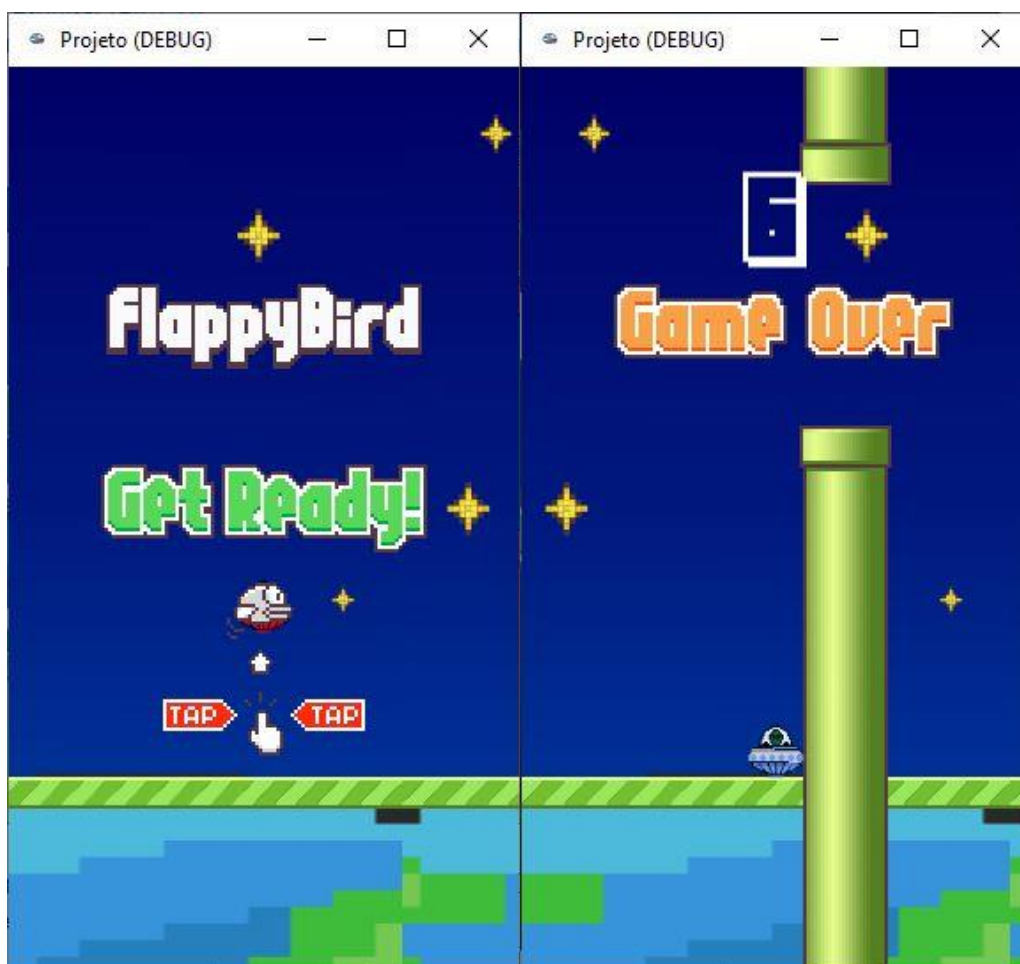 Projeto (DEBUG)
FlappyBird
Get Ready!
TAP TAP
Projeto (DEBUG)
6
Game Over